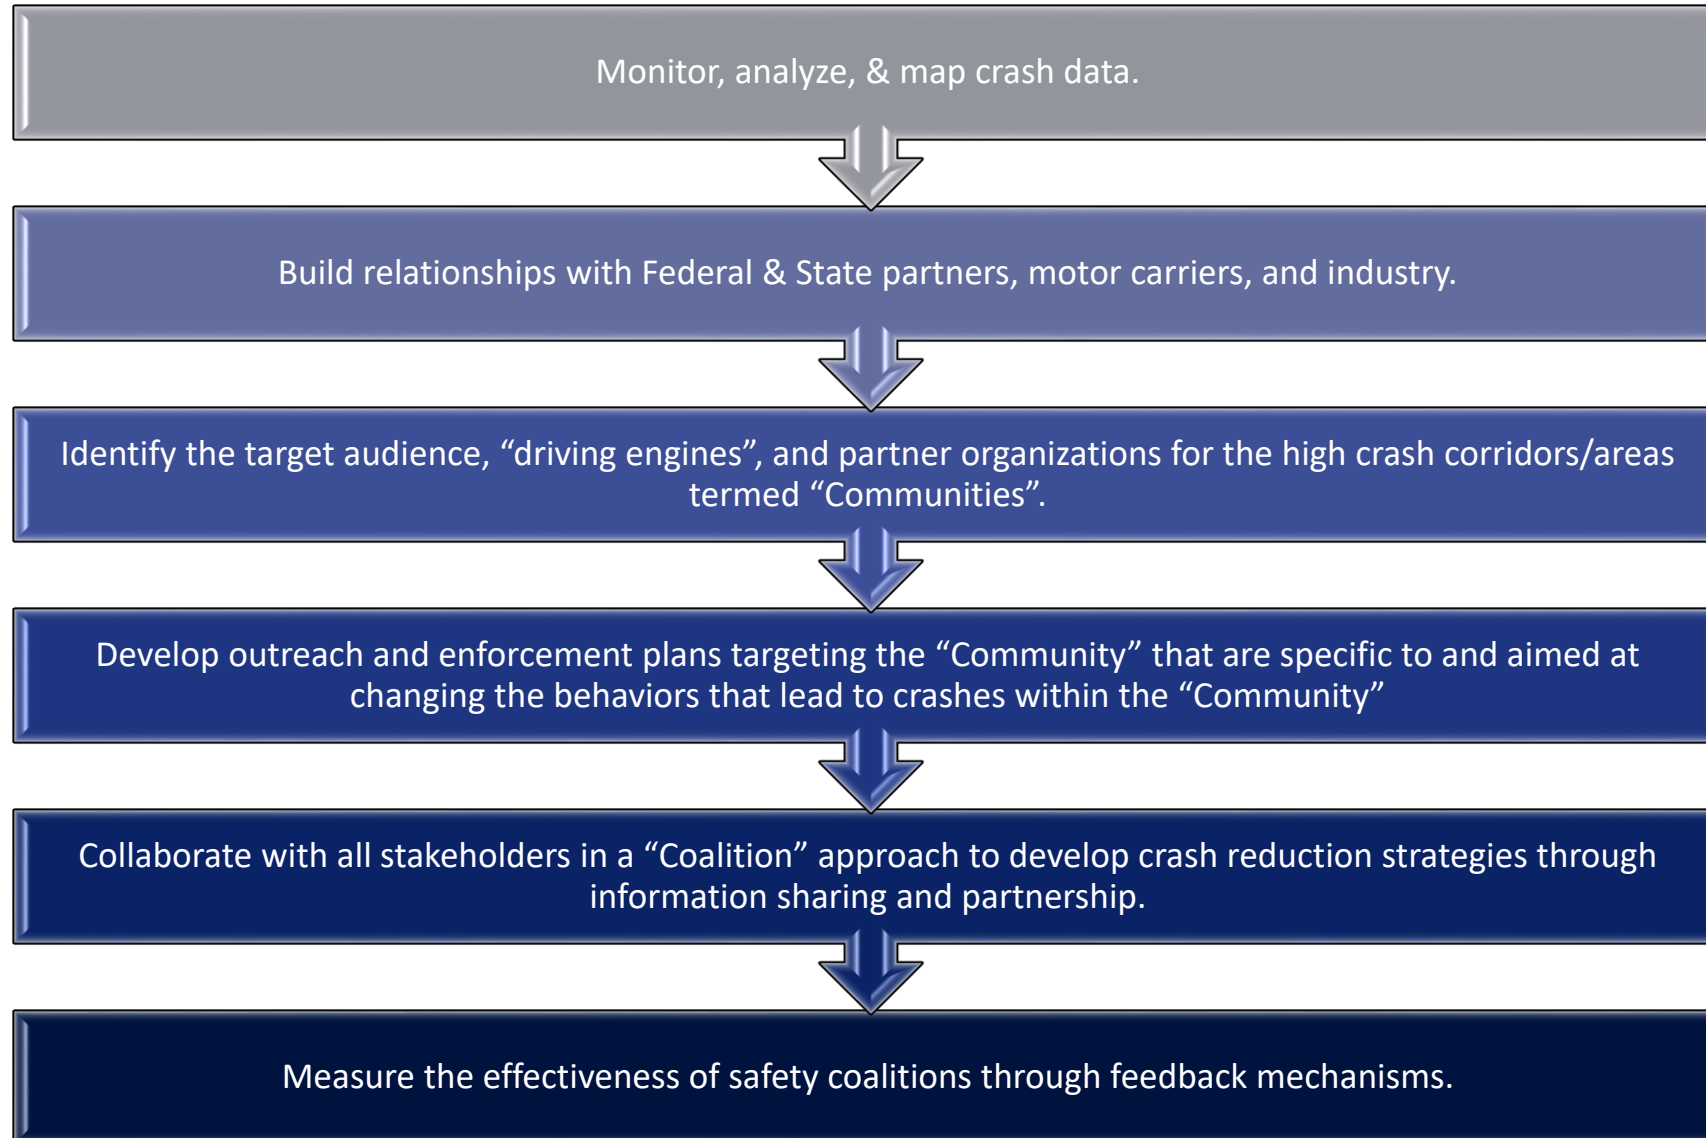 Monitor, analyze, & map crash data.
Build relationships with Federal & State partners, motor carriers, and industry.
Identify the target audience, “driving engines”, and partner organizations for the high crash corridors/areas
termed “Communities”.
Develop outreach and enforcement plans targeting the “Community” that are specific to and aimed at
changing the behaviors that lead to crashes within the “Community”
Collaborate with all stakeholders in a “Coalition” approach to develop crash reduction strategies through
information sharing and partnership.
Measure the effectiveness of safety coalitions through feedback mechanisms.